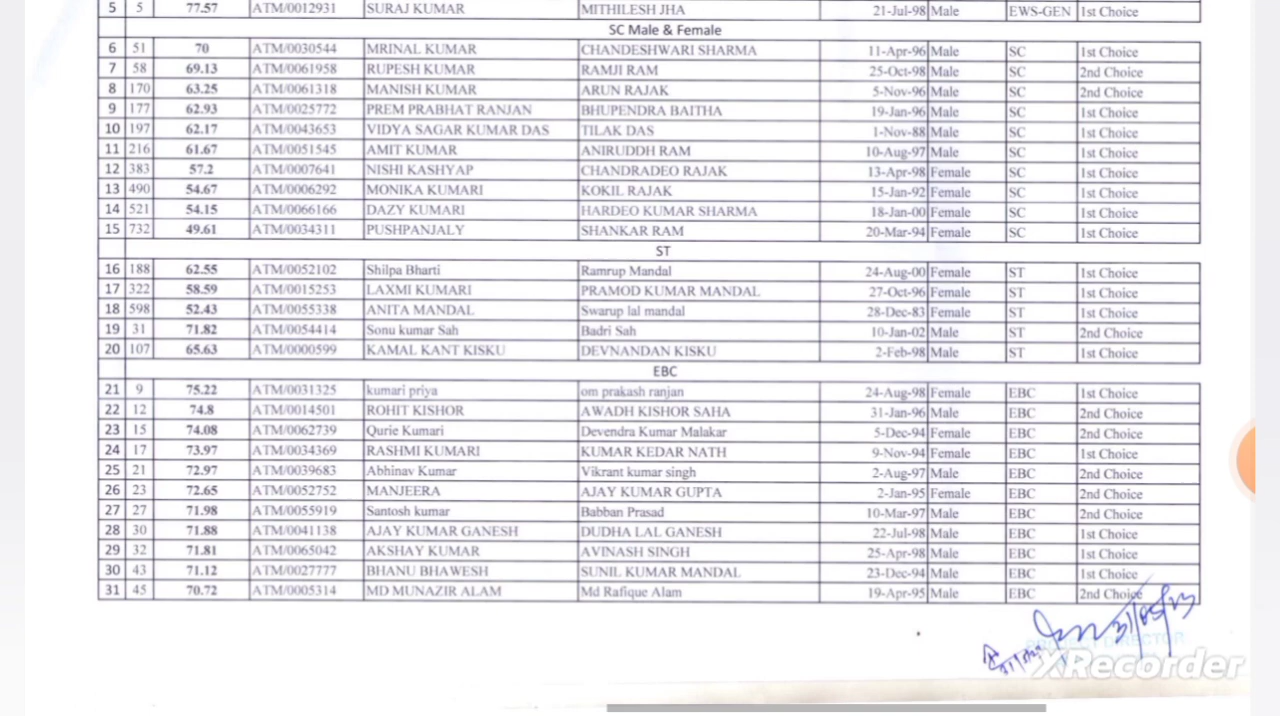 5 5 77.57 ATM/0012931 SURAJ KUMAR MITHILESH JHA 21-Jul-98 Male EWS-GEN 1st Choice
SC Male & Female
6 51 70 ATM/0030544 MRINAL KUMAR CHANDESHWARI SHARMA 11-Apr-96 Male SC 1st Choice
7 58 69.13 ATM/0061958 RUPESH KUMAR RAMJI RAM 25-Oct-98 Male SC 2nd Choice
8 170 63.25 ATM/0061318 MANISH KUMAR ARUN RAJAK 5-Nov-96 Male SC 2nd Choice
9 177 62.93 ATM/0025772 PREM PRABHAT RANJAN BHUPENDRA BAITHA 19-Jan-96 Male SC 1st Choice
10 197 62.17 ATM/0043653 VIDYA SAGAR KUMAR DAS TILAK DAS 1-Nov-88 Male SC 1st Choice
11 216 61.67 ATM/0051545 AMIT KUMAR ANIRUDDH RAM 10-Aug-97 Male SC 1st Choice
12 383 57.2 ATM/0007641 NISHI KASHYAP CHANDRADEO RAJAK 13-Apr-98 Female SC 1st Choice
13 490 54.67 ATM/0006292 MONIKA KUMARI KOKIL RAJAK 15-Jan-92 Female SC 1st Choice
14 521 54.15 ATM/0066166 DAZY KUMARI HARDEO KUMAR SHARMA 18-Jan-00 Female SC 1st Choice
15 732 49.61 ATM/0034311 PUSHPANJALY SHANKAR RAM 20-Mar-94 Female SC 1st Choice
ST
16 188 62.55 ATM/0052102 Shilpa Bharti Ramrup Mandal 24-Aug-00 Female ST 1st Choice
17 322 58.59 ATM/0015253 LAXMI KUMARI PRAMOD KUMAR MANDAL 27-Oct-96 Female ST 1st Choice
18 598 52.43 ATM/0055338 ANITA MANDAL Swarup lal mandal 28-Dec-83 Female ST 1st Choice
19 31 71.82 ATM/0054414 Sonu kumar Sah Badri Sah 10-Jan-02 Male ST 2nd Choice
20 107 65.63 ATM/0000599 KAMAL KANT KISKU DEVNANDAN KISKU 2-Feb-98 Male ST 1st Choice
EBC
21 9 75.22 ATM/0031325 kumari priya om prakash ranjan 24-Aug-98 Female EBC 1st Choice
22 12 74.8 ATM/0014501 ROHIT KISHOR AWADH KISHOR SAHA 31-Jan-96 Male EBC 2nd Choice
23 15 74.08 ATM/0062739 Qurie Kumari Devendra Kumar Malakar 5-Dec-94 Female EBC 2nd Choice
24 17 73.97 ATM/0034369 RASHMI KUMARI KUMAR KEDAR NATH 9-Nov-94 Female EBC 1st Choice
25 21 72.97 ATM/0039683 Abhinav Kumar Vikrant kumar singh 2-Aug-97 Male EBC 2nd Choice
26 23 72.65 ATM/0052752 MANJEERA AJAY KUMAR GUPTA 2-Jan-95 Female EBC 2nd Choice
27 27 71.98 ATM/0055919 Santosh kumar Babban Prasad 10-Mar-97 Male EBC 2nd Choice
28 30 71.88 ATM/0041138 AJAY KUMAR GANESH DUDHA LAL GANESH 22-Jul-98 Male EBC 1st Choice
29 32 71.81 ATM/0065042 AKSHAY KUMAR AVINASH SINGH 25-Apr-98 Male EBC 1st Choice
30 43 71.12 ATM/0027777 BHANU BHAWESH SUNIL KUMAR MANDAL 23-Dec-94 Male EBC 1st Choice
31 45 70.72 ATM/0005314 MD MUNAZIR ALAM Md Rafique Alam 19-Apr-95 Male EBC 2nd Choice
31/05/23
DIRECTOR
XRecorder